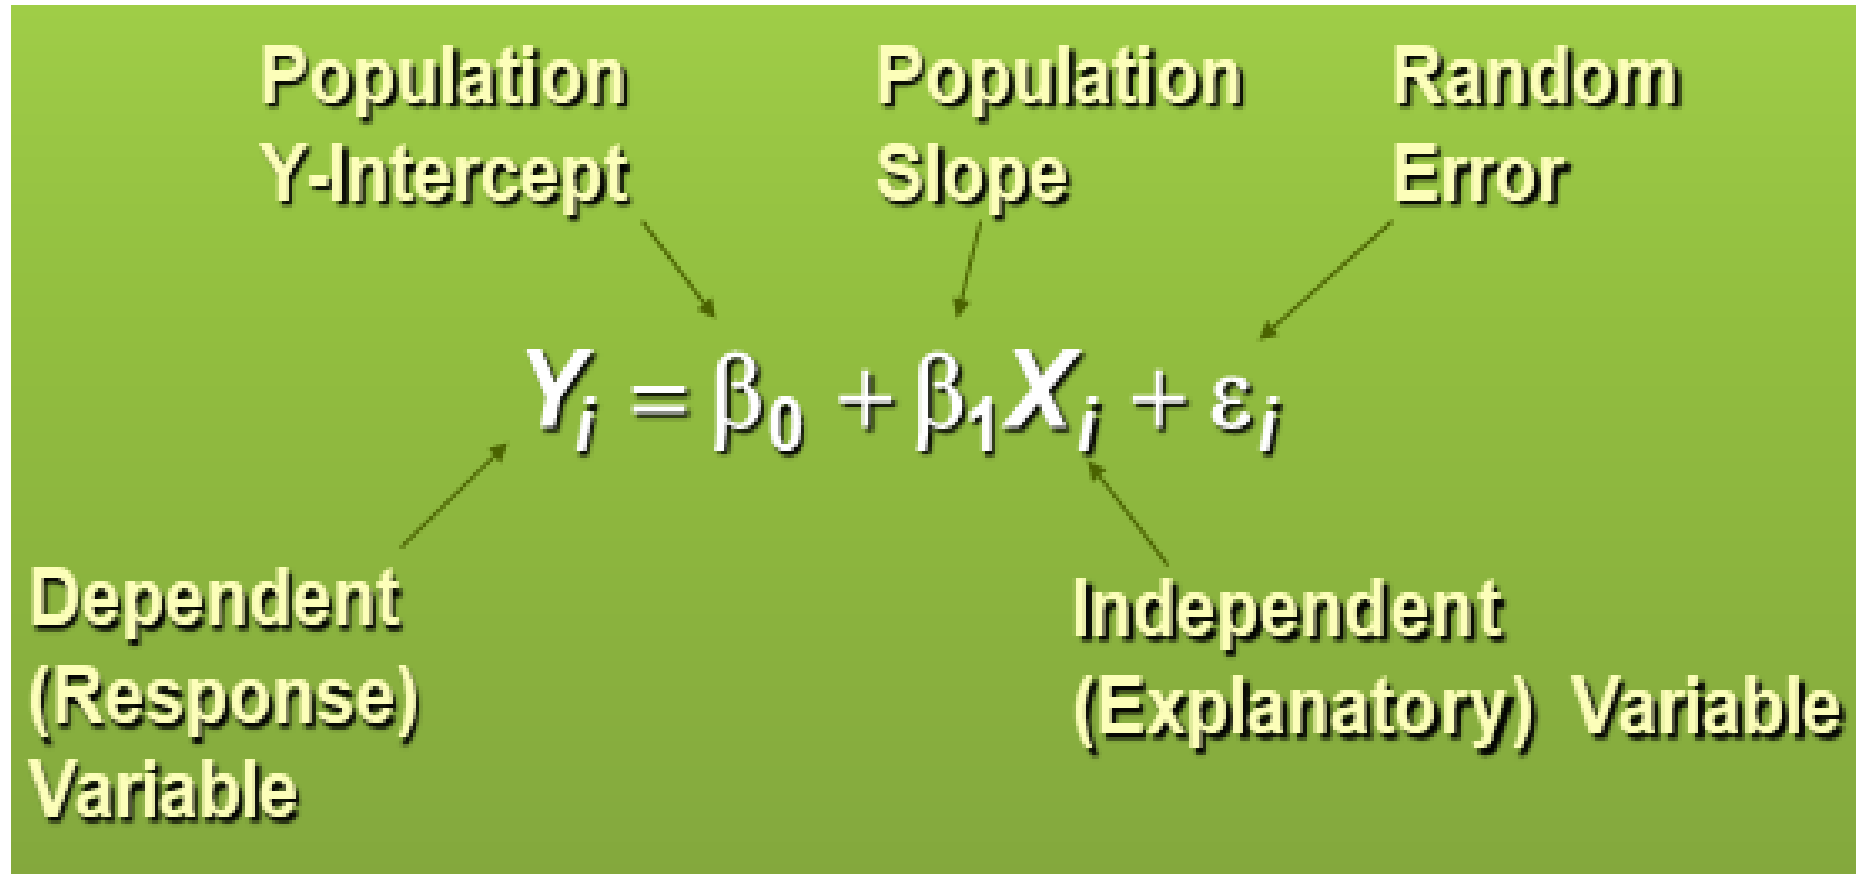 Population
Y-Intercept
Population
Slope
Random
Error
Yᵢ = β₀ + β₁Xᵢ + εᵢ
Dependent
(Response)
Variable
Independent
(Explanatory) Variable